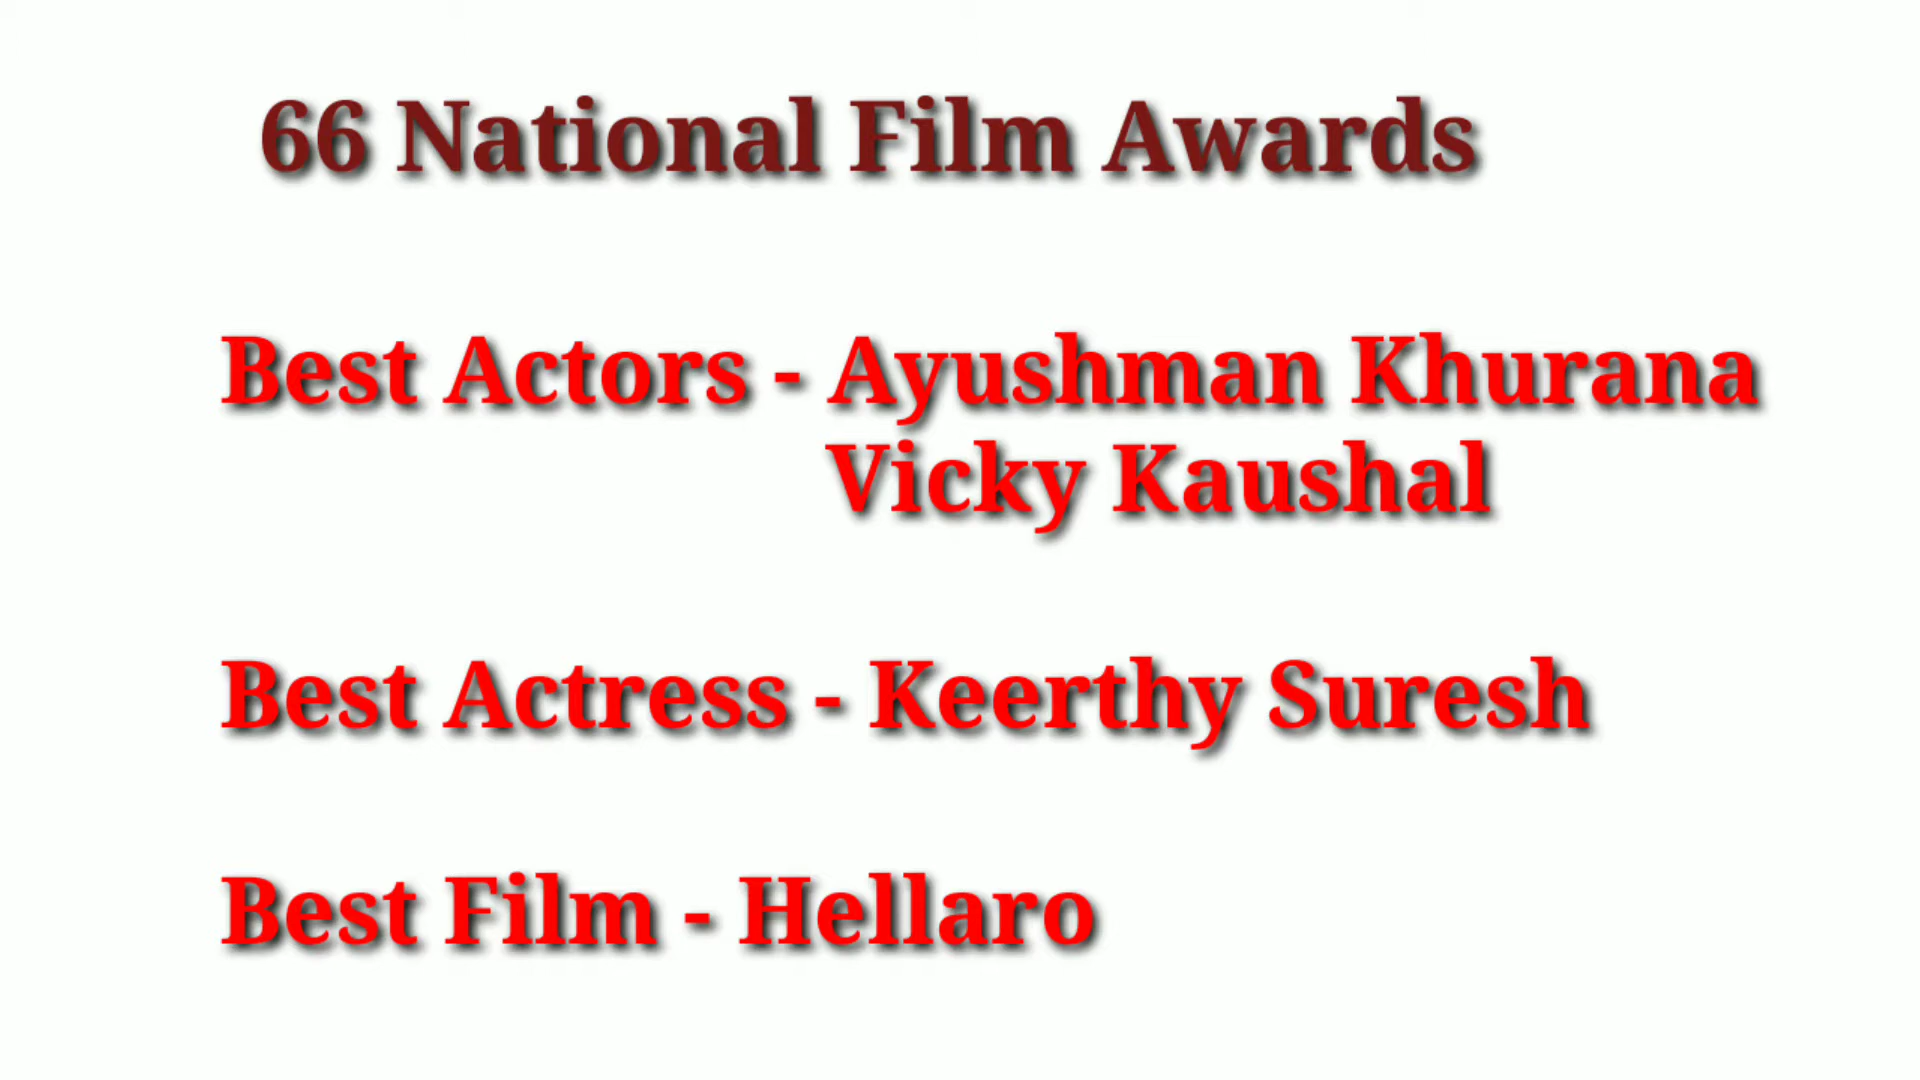 66 National Film Awards
Best Actors - Ayushman Khurana
Vicky Kaushal
Best Actress - Keerthy Suresh
Best Film - Hellaro